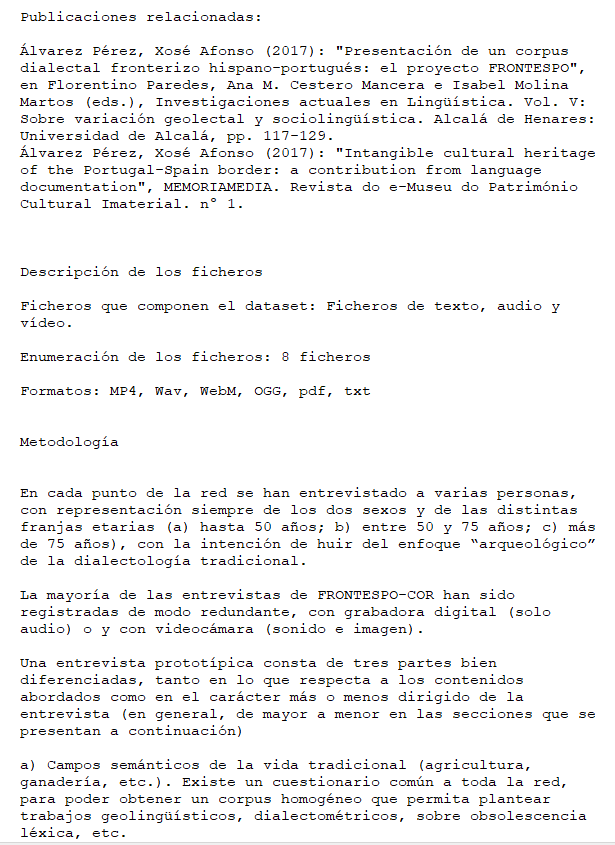 Publicaciones relacionadas:
Álvarez Pérez, Xosé Afonso (2017): "Presentación de un corpus
dialectal fronterizo hispano-portugués: el proyecto FRONTESPO",
en Florentino Paredes, Ana M. Cestero Mancera e Isabel Molina
Martos (eds.), Investigaciones actuales en Lingüística. Vol. V:
Sobre variación geolectal y sociolingüística. Alcalá de Henares:
Universidad de Alcalá, pp. 117-129.
Álvarez Pérez, Xosé Afonso (2017): "Intangible cultural heritage
of the Portugal-Spain border: a contribution from language
documentation", MEMORIAMEDIA. Revista do e-Museu do Património
Cultural Imaterial. nº 1.
Descripción de los ficheros
Ficheros que componen el dataset: Ficheros de texto, audio y
vídeo.
Enumeración de los ficheros: 8 ficheros
Formatos: MP4, Wav, WebM, OGG, pdf, txt
Metodología
En cada punto de la red se han entrevistado a varias personas,
con representación siempre de los dos sexos y de las distintas
franjas etarias (a) hasta 50 años; b) entre 50 y 75 años; c) más
de 75 años), con la intención de huir del enfoque “arqueológico”
de la dialectología tradicional.
La mayoría de las entrevistas de FRONTESPO-COR han sido
registradas de modo redundante, con grabadora digital (solo
audio) o y con videocámara (sonido e imagen).
Una entrevista prototípica consta de tres partes bien
diferenciadas, tanto en lo que respecta a los contenidos
abordados como en el carácter más o menos dirigido de la
entrevista (en general, de mayor a menor en las secciones que se
presentan a continuación)
a) Campos semánticos de la vida tradicional (agricultura,
ganadería, etc.). Existe un cuestionario común a toda la red,
para poder obtener un corpus homogéneo que permita plantear
trabajos geolingüísticos, dialectométricos, sobre obsolescencia
léxica, etc.